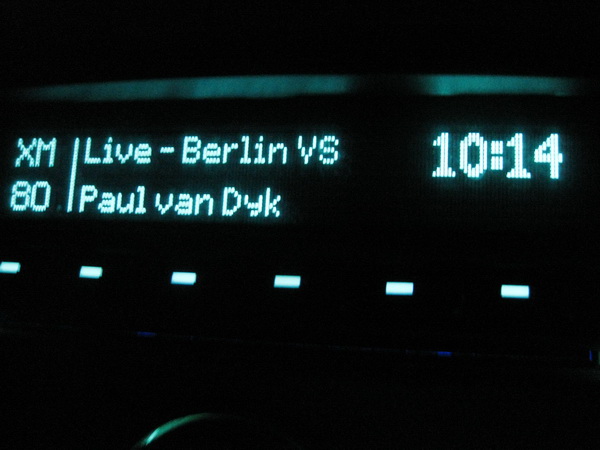 XM Live-Berlin VS 10:14
80 Paul van Dyk